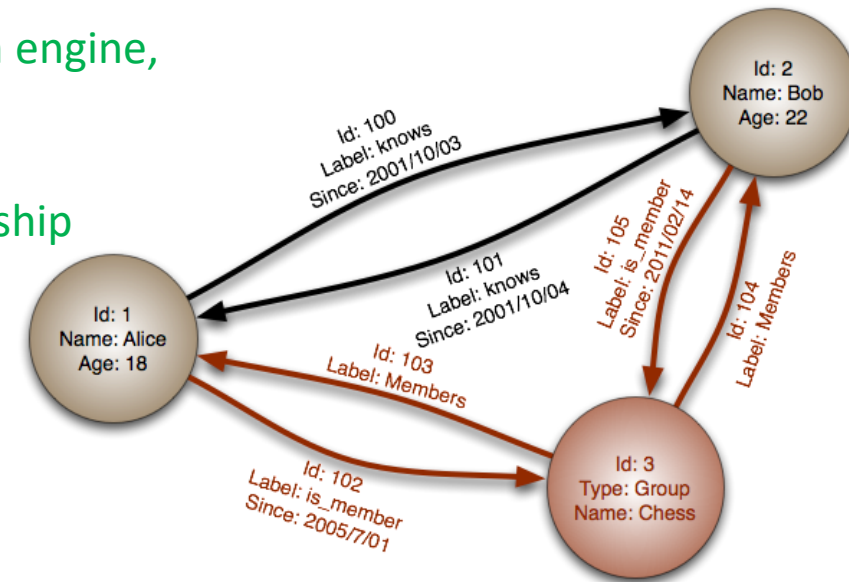 engine,
ship
Id: 2
Name: Bob
Age: 22
Id: 100
Label: knows
Since: 2001/10/03
Id: 101
Label: knows
Since: 2001/10/04
Id: 105
Label: is_member
Since: 2011/02/14
Id: 104
Label: Members
Id: 1
Name: Alice
Age: 18
Id: 103
Label: Members
Id: 102
Label: is_member
Since: 2005/7/01
Id: 3
Type: Group
Name: Chess